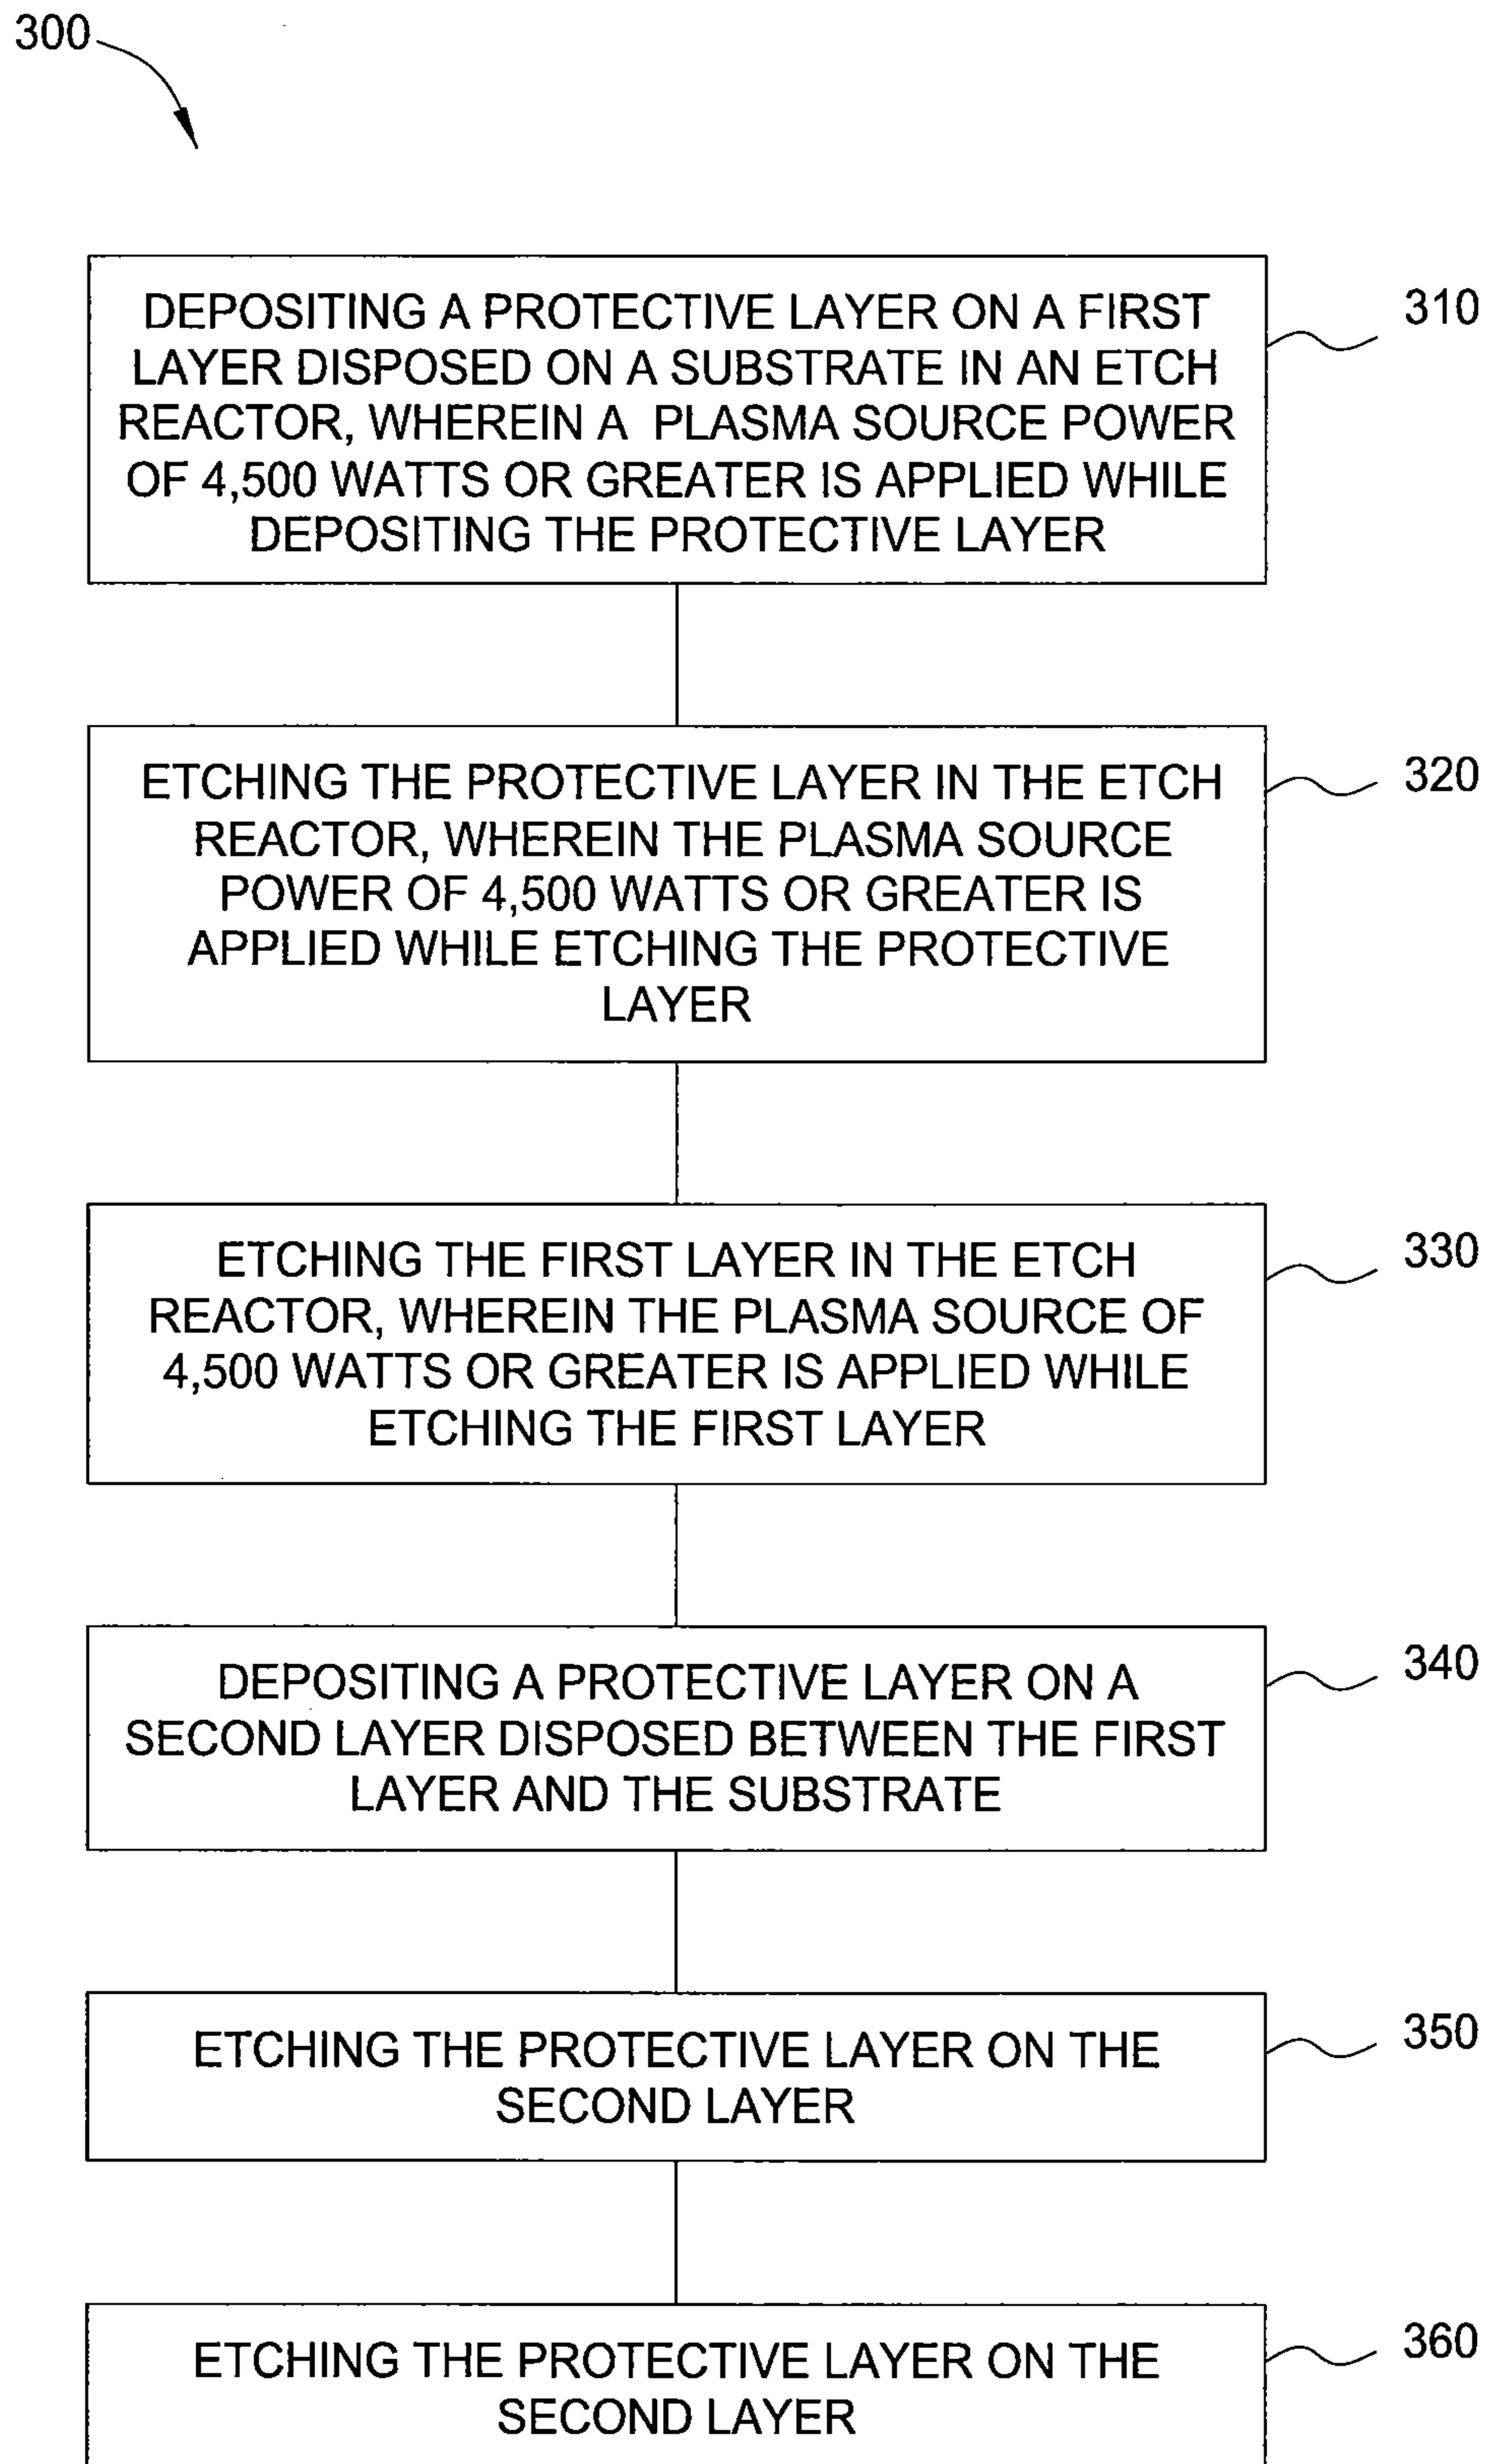 300
DEPOSITING A PROTECTIVE LAYER ON A FIRST
LAYER DISPOSED ON A SUBSTRATE IN AN ETCH
REACTOR, WHEREIN A PLASMA SOURCE POWER
OF 4,500 WATTS OR GREATER IS APPLIED WHILE
DEPOSITING THE PROTECTIVE LAYER
310
ETCHING THE PROTECTIVE LAYER IN THE ETCH
REACTOR, WHEREIN THE PLASMA SOURCE
POWER OF 4,500 WATTS OR GREATER IS
APPLIED WHILE ETCHING THE PROTECTIVE
LAYER
320
ETCHING THE FIRST LAYER IN THE ETCH
REACTOR, WHEREIN THE PLASMA SOURCE OF
4,500 WATTS OR GREATER IS APPLIED WHILE
ETCHING THE FIRST LAYER
330
DEPOSITING A PROTECTIVE LAYER ON A
SECOND LAYER DISPOSED BETWEEN THE FIRST
LAYER AND THE SUBSTRATE
340
ETCHING THE PROTECTIVE LAYER ON THE
SECOND LAYER
350
ETCHING THE PROTECTIVE LAYER ON THE
SECOND LAYER
360